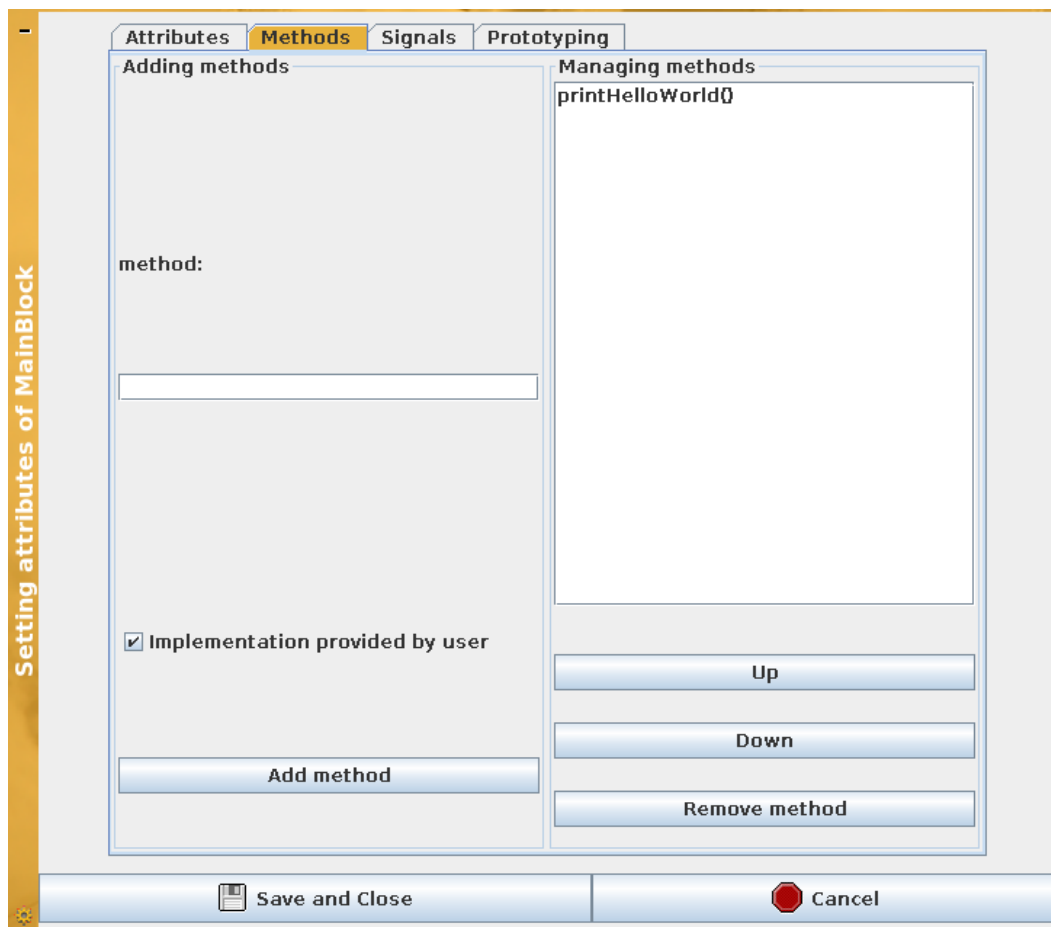 Setting attributes of MainBlock
Attributes
Methods
Signals
Prototyping
Adding methods
method:
Implementation provided by user
Add method
Managing methods
printHelloWorld()
Up
Down
Remove method
Save and Close
Cancel